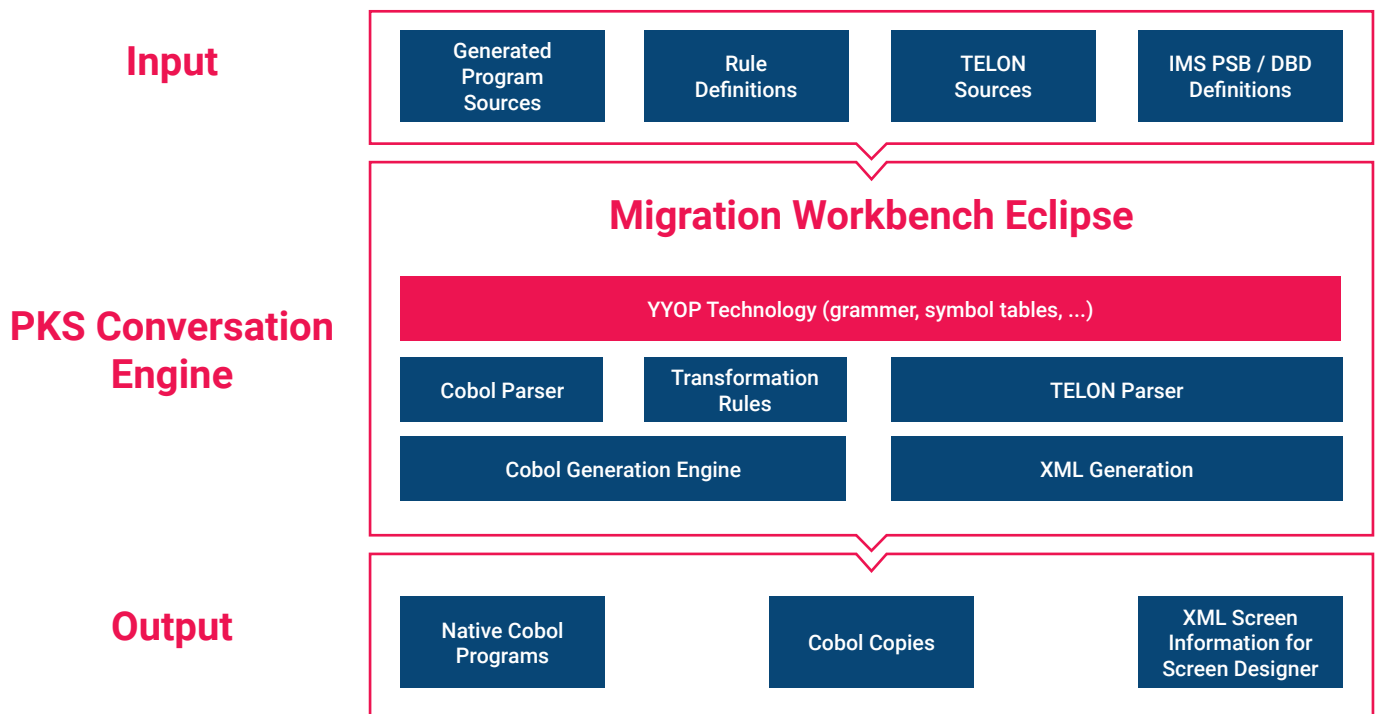 Input
Generated
Program
Sources
Rule
Definitions
TELON
Sources
IMS PSB / DBD
Definitions
PKS Conversation
Engine
Migration Workbench Eclipse
YYOP Technology (grammer, symbol tables, ...)
Cobol Parser
Transformation
Rules
TELON Parser
Cobol Generation Engine
XML Generation
Output
Native Cobol
Programs
Cobol Copies
XML Screen
Information for
Screen Designer